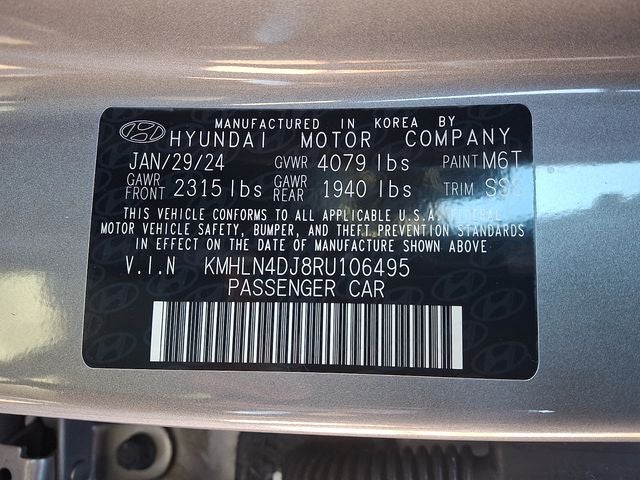 MANUFACTURED IN KOREA BY
HYUNDAI MOTOR COMPANY
JAN/29/24 GVWR 4079 lbs PAINT M6T
GAWR FRONT 2315 lbs GAWR REAR 1940 lbs TRIM
THIS VEHICLE CONFORMS TO ALL APPLICABLE U.S.A. FEDERAL
MOTOR VEHICLE SAFETY, BUMPER, AND THEFT PREVENTION STANDARDS
IN EFFECT ON THE DATE OF MANUFACTURE SHOWN ABOVE
V.I.N KMHLN4DJ8RU106495
PASSENGER CAR